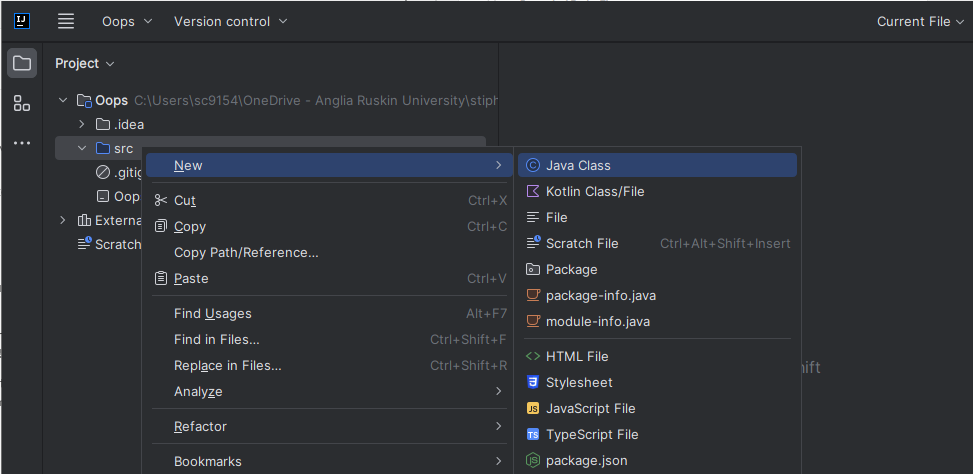 IJ
Oops
Version control
Current File
Project
Oops C:\Users\sc9154\OneDrive - Anglia Ruskin University\stiph
.idea
src
New
Java Class
.gitig
Kotlin Class/File
Oop
Cut Ctrl+X
File
Externa
Copy Ctrl+C
Scratch
Scratch File Ctrl+Alt+Shift+Insert
Copy Path/Reference...
Package
Paste Ctrl+V
package-info.java
Find Usages Alt+F7
module-info.java
Find in Files... Ctrl+Shift+F
HTML File
Replace in Files... Ctrl+Shift+R
hift
Analyze
Stylesheet
JS JavaScript File
Refactor
TS TypeScript File
Bookmarks
package.json